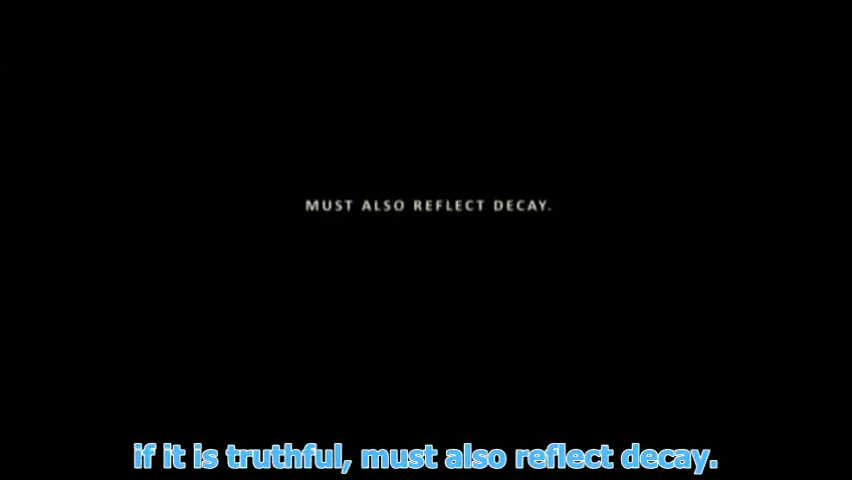 MUST ALSO REFLECT DECAY.
if it is truthful, must also reflect decay.